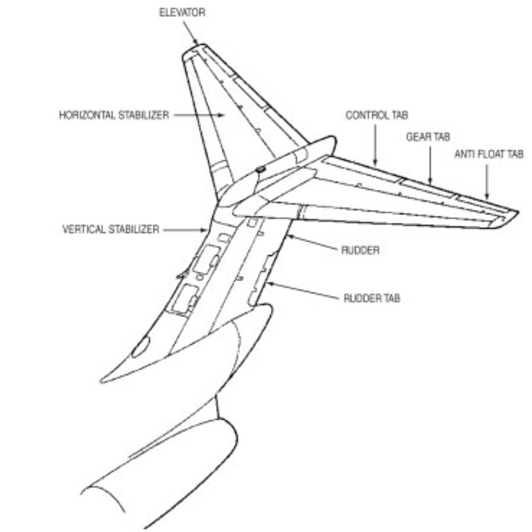 ELEVATOR
HORIZONTAL STABILIZER
CONTROL TAB
GEAR TAB
ANTI FLOAT TAB
VERTICAL STABILIZER
RUDDER
RUDDER TAB